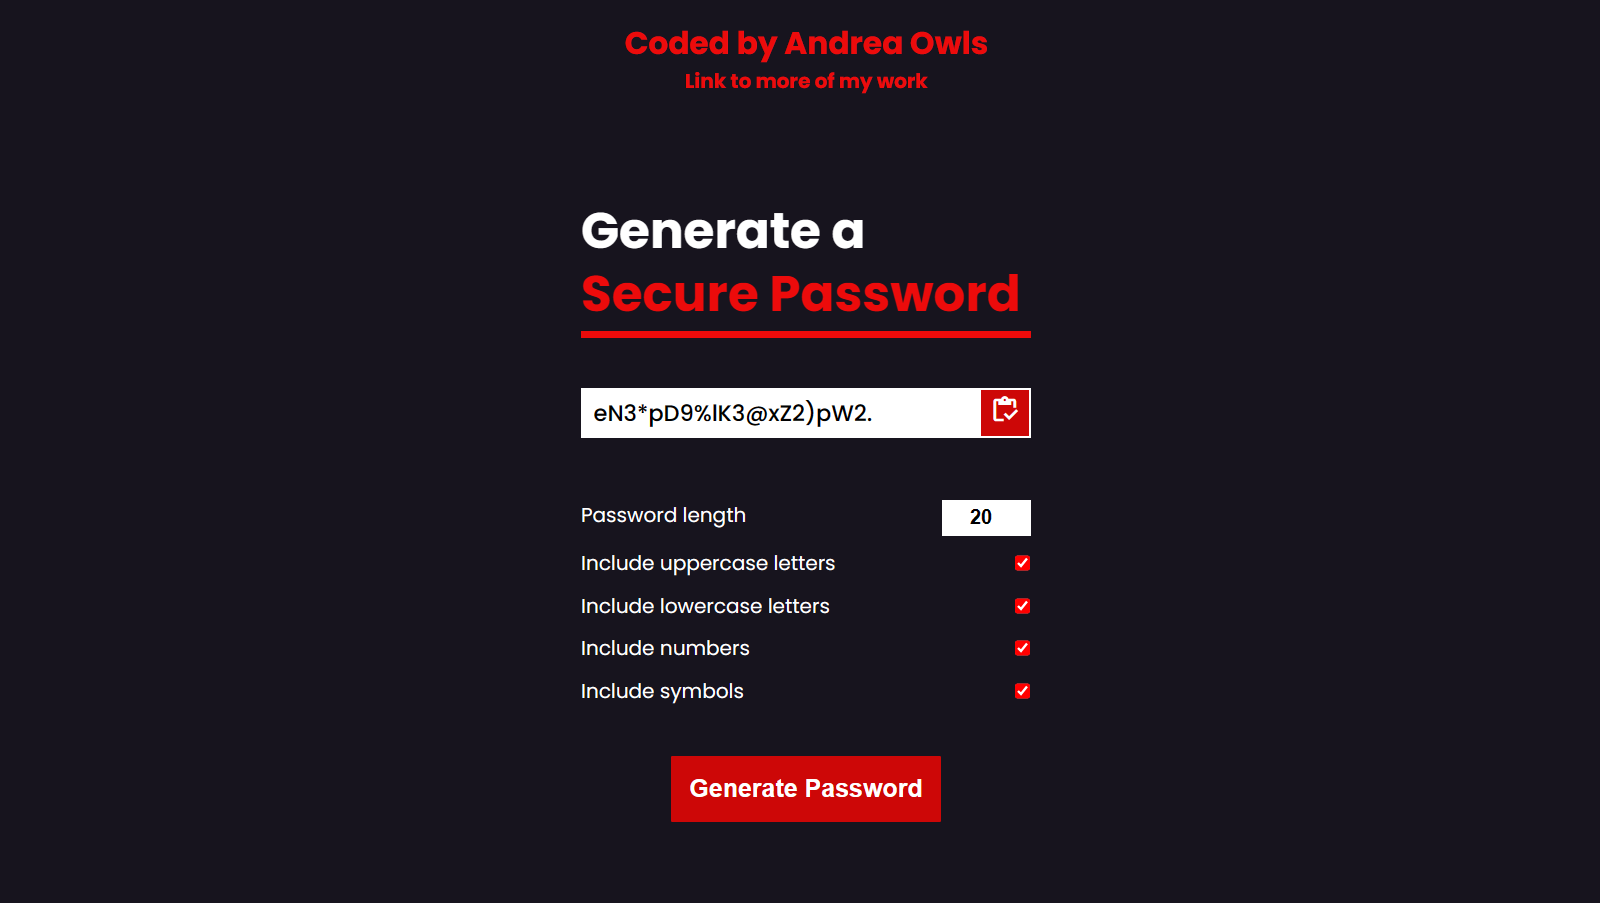 Coded by Andrea Owls
Link to more of my work
Generate a
Secure Password
eN3*pD9%lK3@xZ2)pW2.
Password length 20
Include uppercase letters
Include lowercase letters
Include numbers
Include symbols
Generate Password